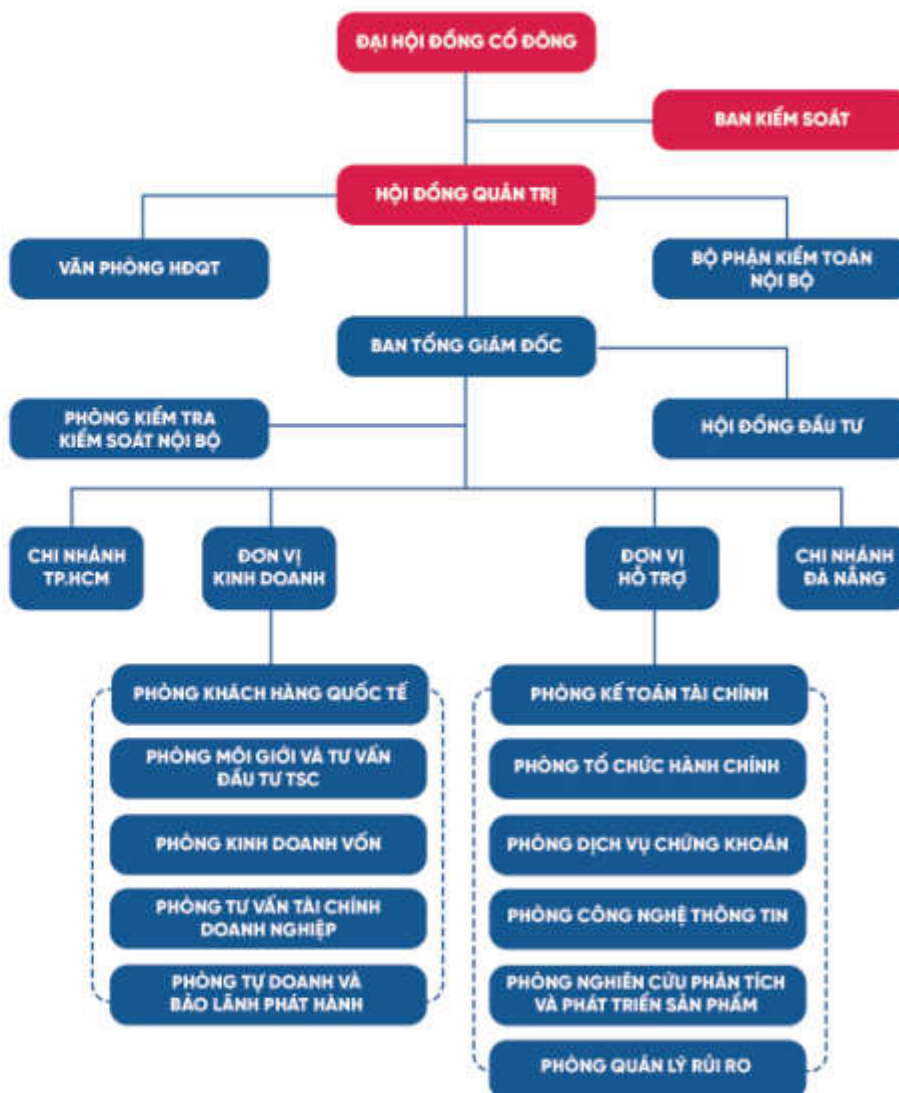 ĐẠI HỘI ĐỒNG CỔ ĐÔNG
BAN KIỂM SOÁT
HỘI ĐỒNG QUẢN TRỊ
VĂN PHÒNG HĐQT
BỘ PHẬN KIỂM TOÁN
NỘI BỘ
BAN TỔNG GIÁM ĐỐC
PHÒNG KIỂM TRA
KIỂM SOÁT NỘI BỘ
HỘI ĐỒNG ĐẦU TƯ
CHI NHÁNH
TP.HCM
ĐƠN VỊ
KINH DOANH
ĐƠN VỊ
HỖ TRỢ
CHI NHÁNH
ĐÀ NẴNG
PHÒNG KHÁCH HÀNG QUỐC TẾ
PHÒNG MÔI GIỚI VÀ TƯ VẤN
ĐẦU TƯ TSC
PHÒNG KINH DOANH VỐN
PHÒNG TƯ VẤN TÀI CHÍNH
DOANH NGHIỆP
PHÒNG TỰ DOANH VÀ
BẢO LÃNH PHÁT HÀNH
PHÒNG KẾ TOÁN TÀI CHÍNH
PHÒNG TỔ CHỨC HÀNH CHÍNH
PHÒNG DỊCH VỤ CHỨNG KHOÁN
PHÒNG CÔNG NGHỆ THÔNG TIN
PHÒNG NGHIÊN CỨU PHÂN TÍCH
VÀ PHÁT TRIỂN SẢN PHẨM
PHÒNG QUẢN LÝ RỦI RO